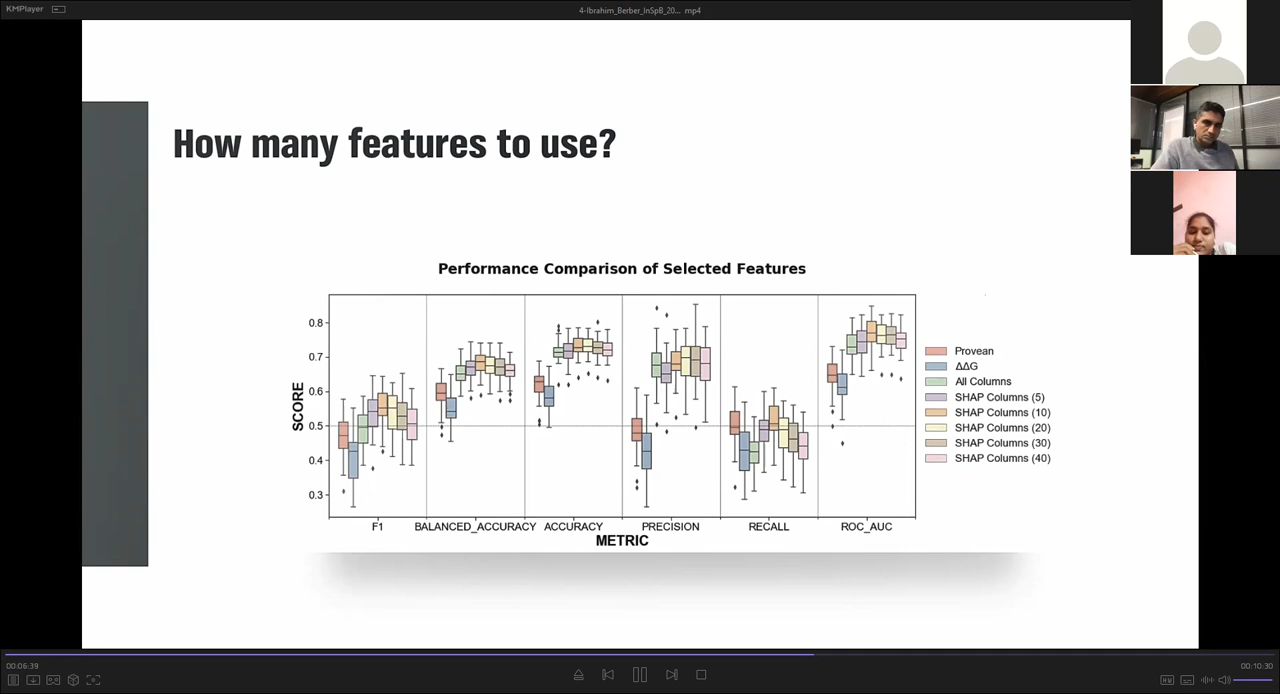 KMPlayer
4-Ibrahim_Berber_InSpB_20... mp4
How many features to use?
Performance Comparison of Selected Features
SCORE
0.8
0.7
0.6
0.5
0.4
0.3
F1 BALANCED_ACCURACY ACCURACY PRECISION RECALL ROC_AUC
METRIC
Provean
ΔΔG
All Columns
SHAP Columns (5)
SHAP Columns (10)
SHAP Columns (20)
SHAP Columns (30)
SHAP Columns (40)
00:06:39
00:10:30